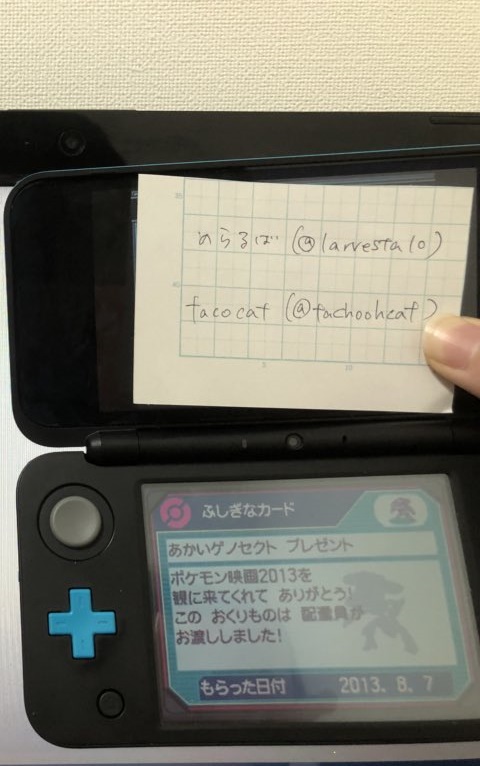 めらるば (@larvesta10)
facocat (@fachoohcat)
ふしぎなカード
あかいゲノセクト プレゼント
ポケモン映画2013を
観に来てくれて ありがとう!
この おくりものは 配達員が
お渡ししました!
もらった日付 2013. 8. 7